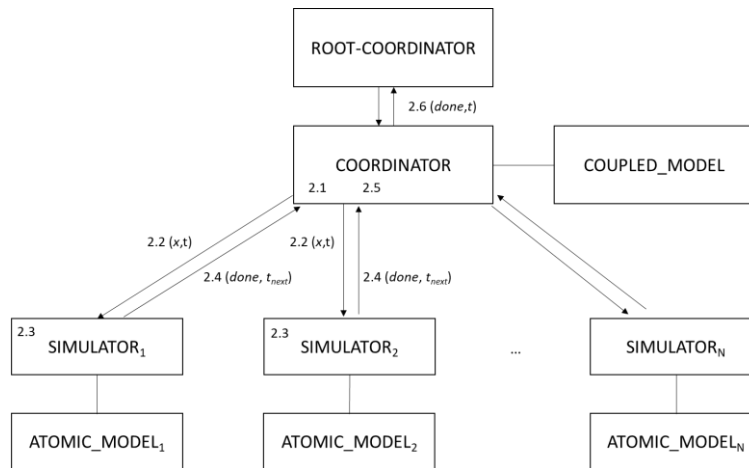 ROOT-COORDINATOR
2.6 (done,t)
COORDINATOR
COUPLED_MODEL
2.1
2.5
2.2 (x,t)
2.2 (x,t)
2.4 (done, tnext)
2.4 (done, tnext)
2.3
SIMULATOR1
2.3
SIMULATOR2
...
SIMULATORN
ATOMIC_MODEL1
ATOMIC_MODEL2
ATOMIC_MODELN